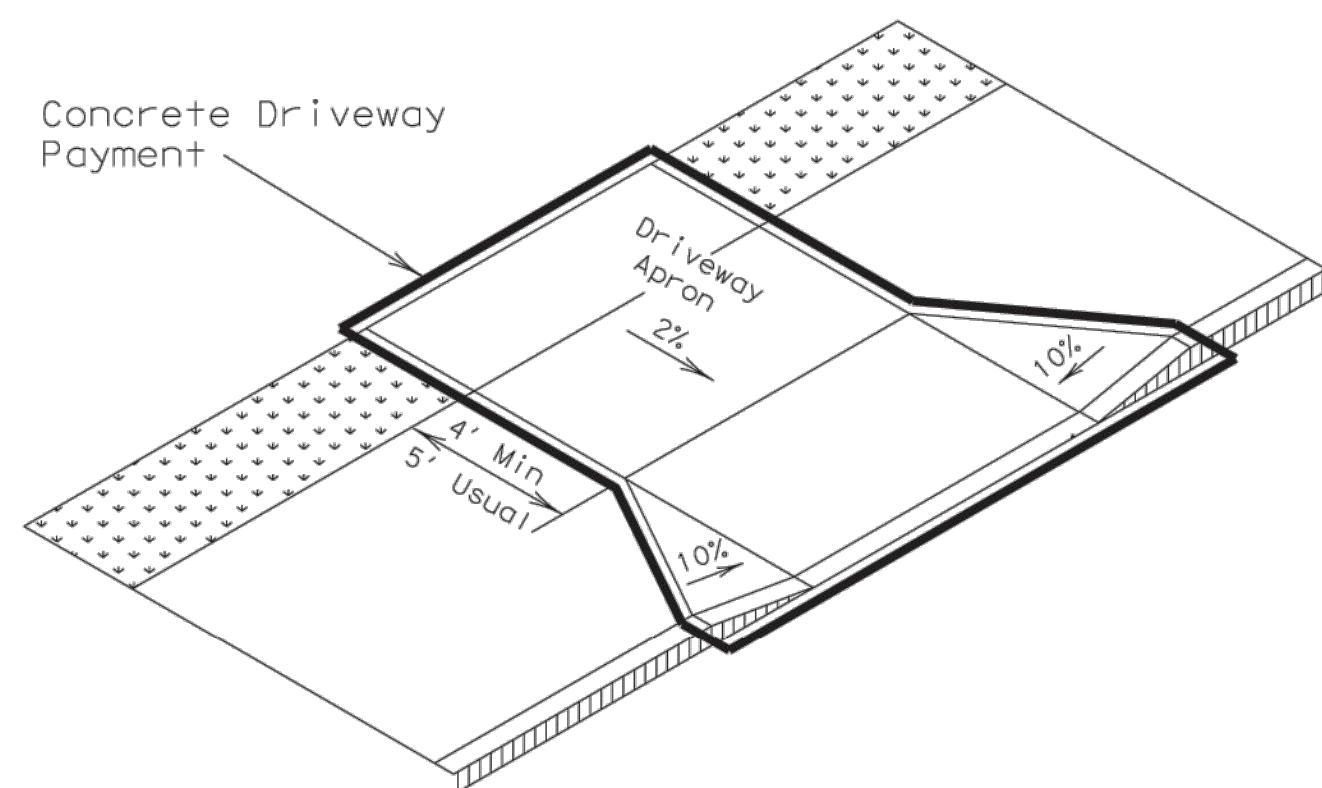 Concrete Driveway
Payment
Driveway
Apron
2%
10%
4' Min
5' Usual
10%